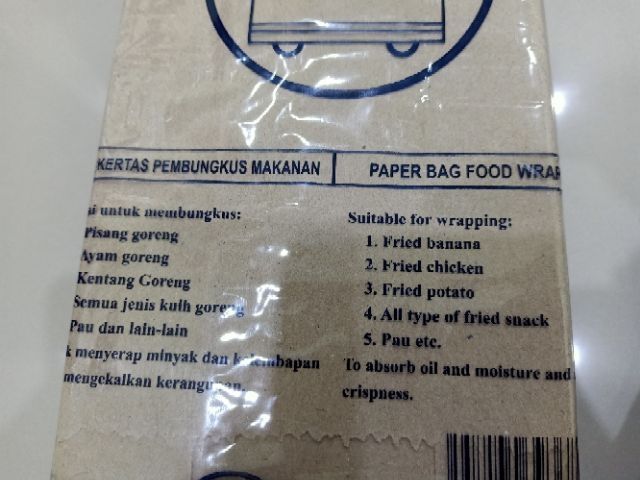 KERTAS PEMBUNGKUS MAKANAN
untuk membungkus:
Pisang goreng
Ayam goreng
Kentang Goreng
Semua jenis kuih goreng
Pau dan lain-lain
menyerap minyak dan kelembapan
mengekalkan kerangupan.
PAPER BAG FOOD
Suitable for wrapping:
1. Fried banana
2. Fried chicken
3. Fried potato
4. All type of fried snack
5. Pau etc.
To absorb oil and moisture and
crispness.